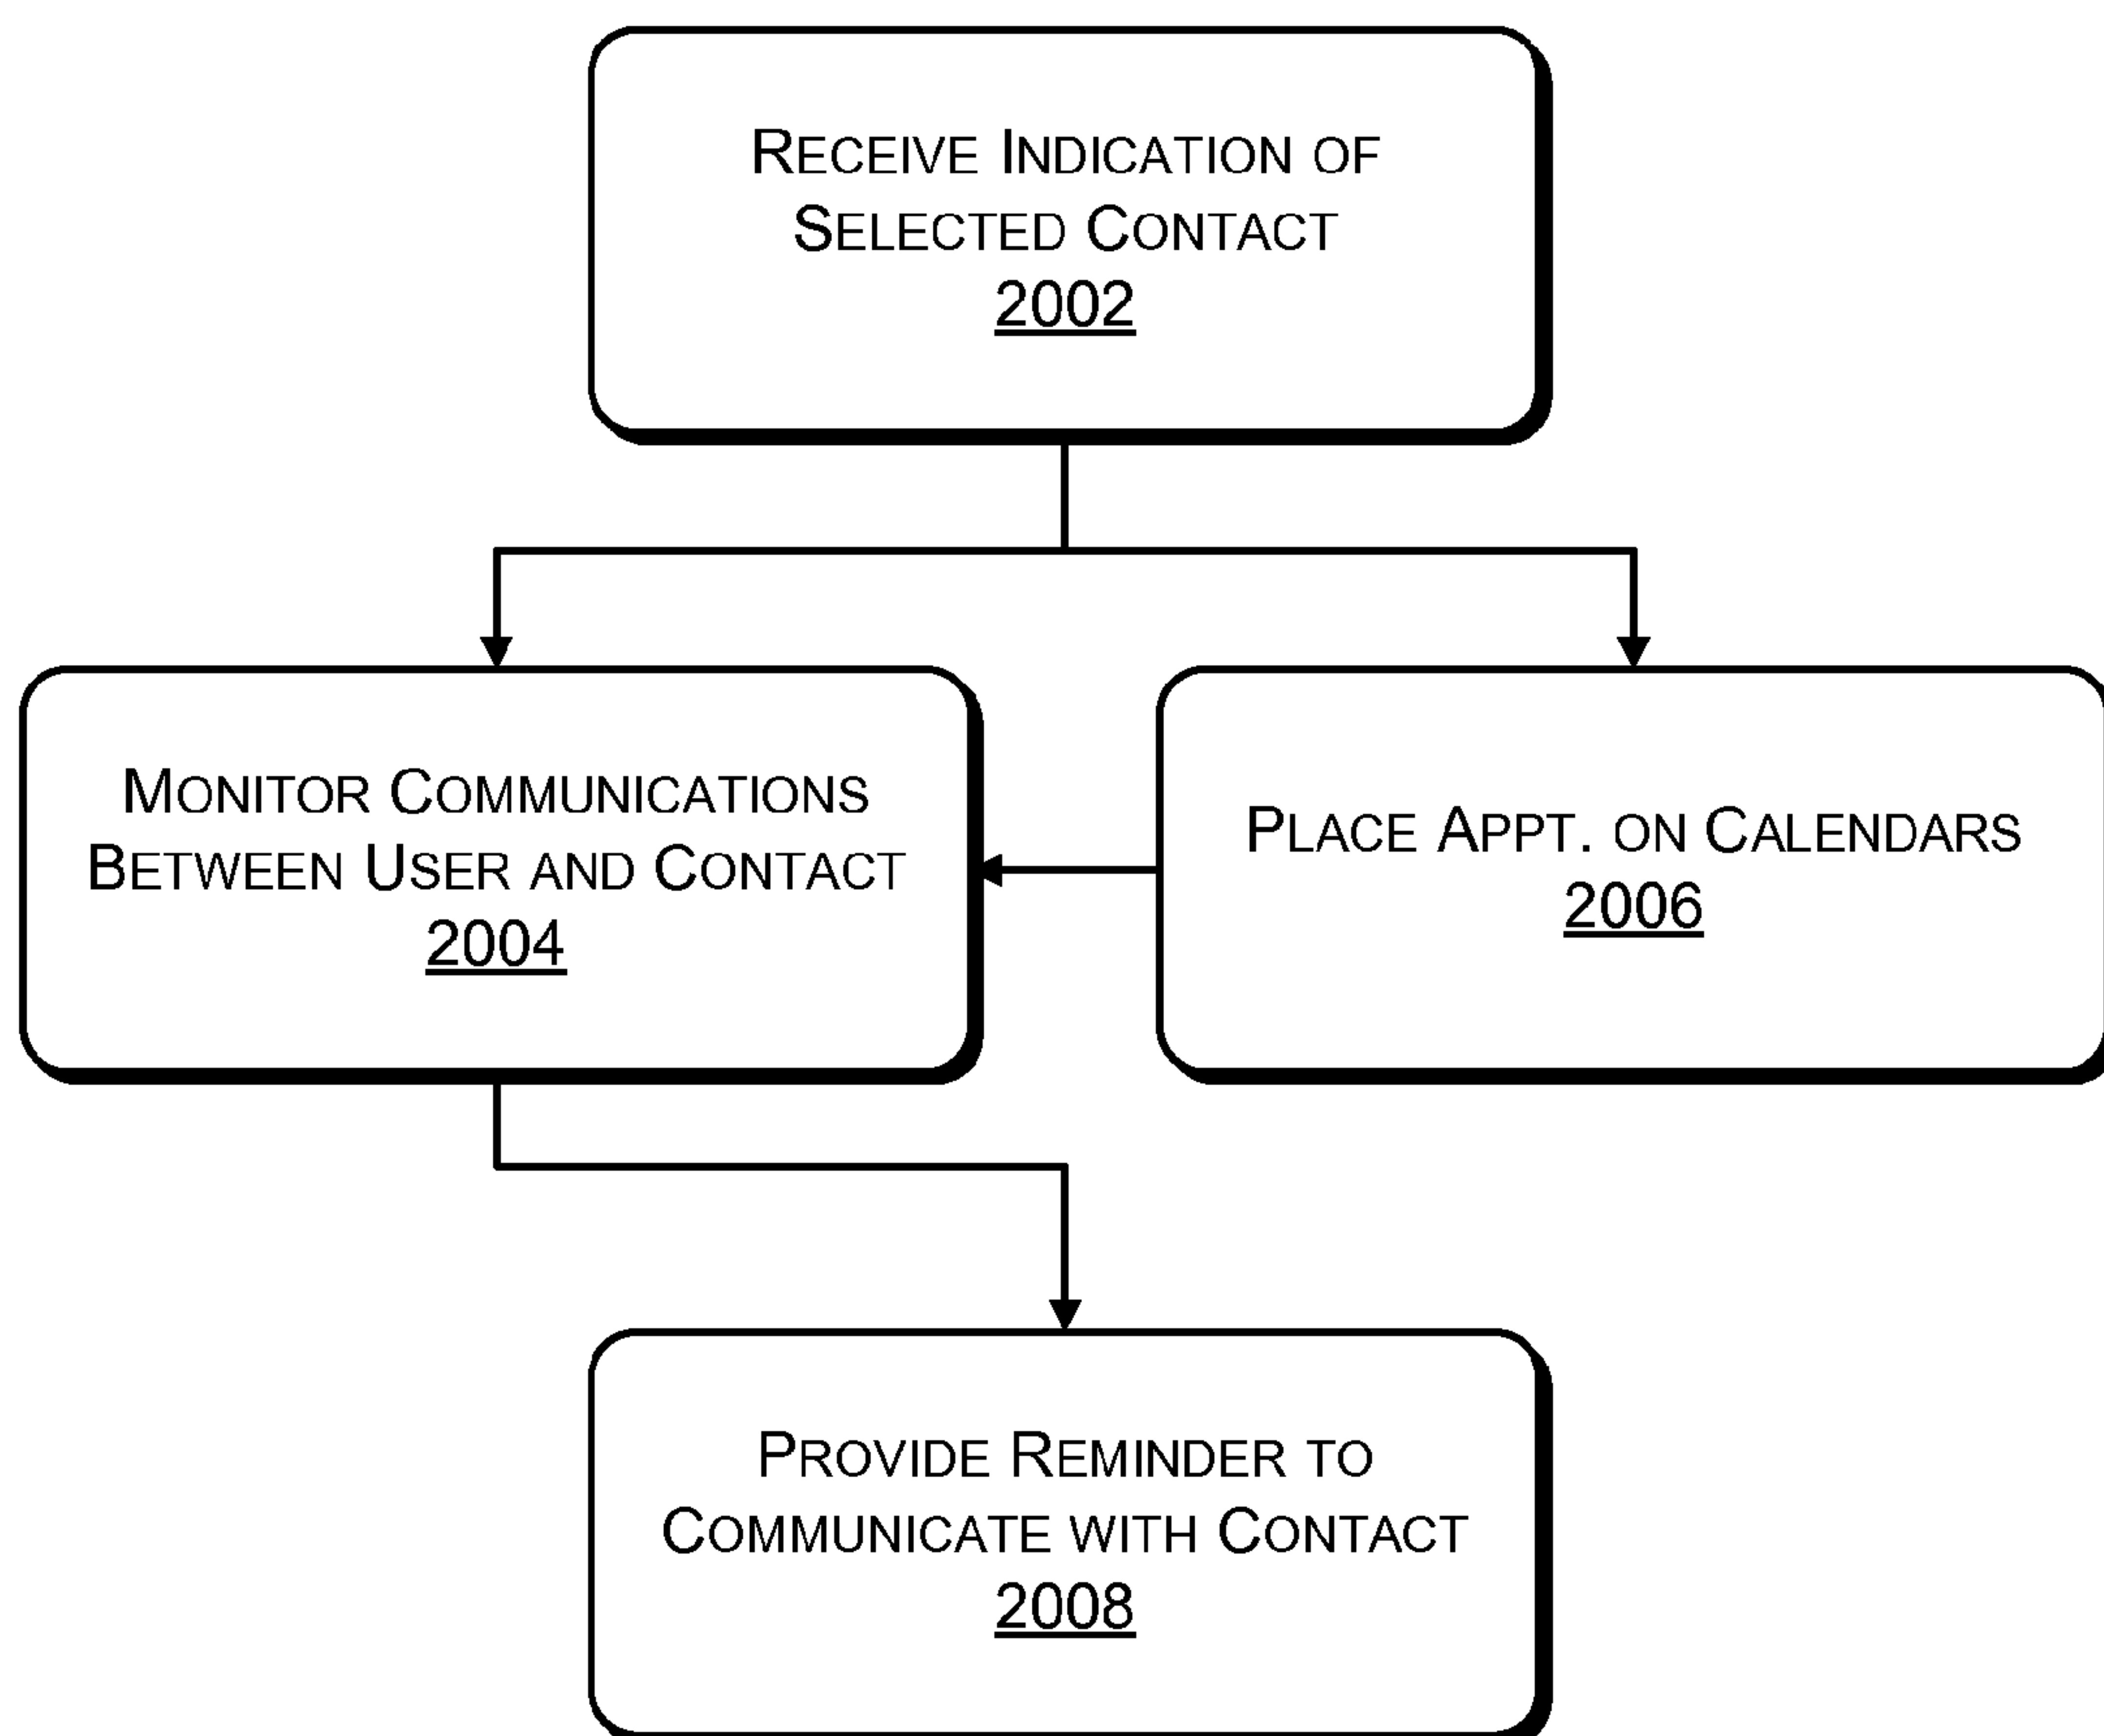 RECEIVE INDICATION OF
SELECTED CONTACT
2002
MONITOR COMMUNICATIONS
BETWEEN USER AND CONTACT
2004
PLACE APPT. ON CALENDARS
2006
PROVIDE REMINDER TO
COMMUNICATE WITH CONTACT
2008